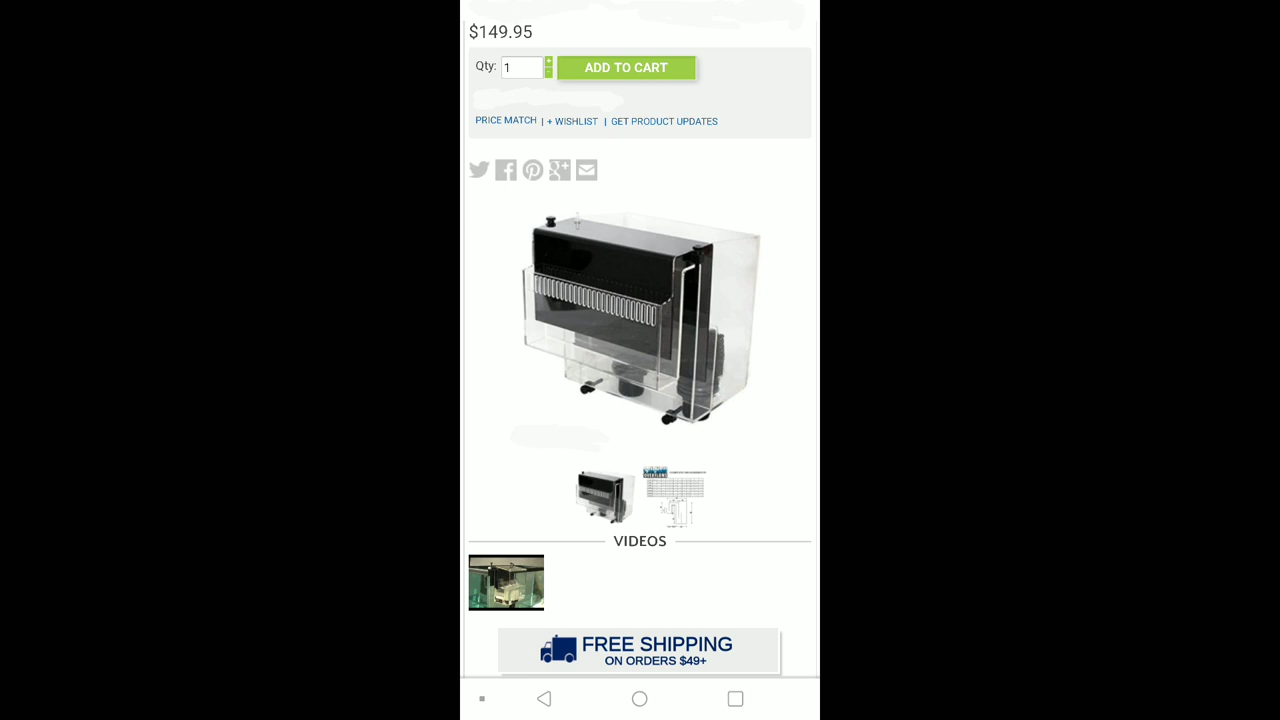 $149.95
Qty: 1 + - ADD TO CART
PRICE MATCH | + WISHLIST | GET PRODUCT UPDATES
VIDEOS
FREE SHIPPING
ON ORDERS $49+